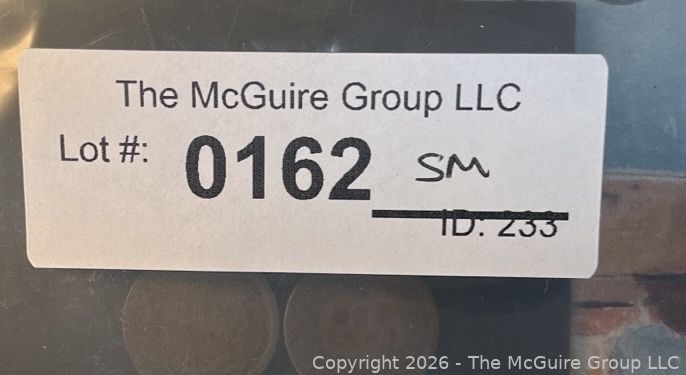 The McGuire Group LLC
Lot #: 0162 SM
ID: 233
Copyright 2026 - The McGuire Group LLC